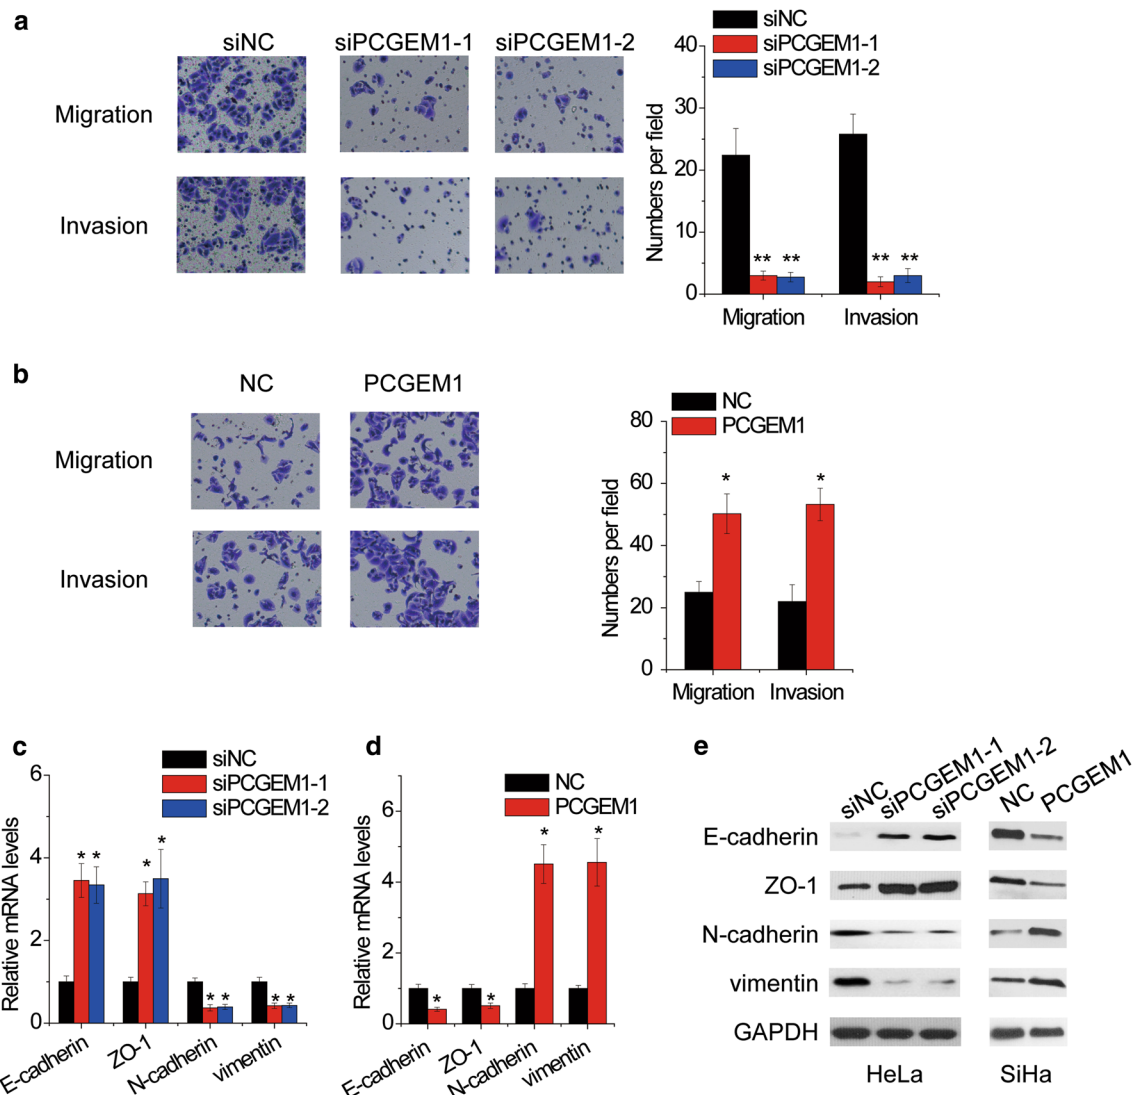 a
siNC siPCGEM1-1 siPCGEM1-2
Migration
Invasion
siNC
siPCGEM1-1
siPCGEM1-2
Numbers per field
40
30
20
10
0
** ** ** **
Migration Invasion
b
NC PCGEM1
Migration
Invasion
NC
PCGEM1
Numbers per field
80
60
40
20
0
* *
Migration Invasion
c
siNC
siPCGEM1-1
siPCGEM1-2
Relative mRNA levels
6
4
2
0
* * * * * * * *
E-cadherin ZO-1 N-cadherin vimentin
d
NC
PCGEM1
Relative mRNA levels
6
4
2
0
* * * *
E-cadherin ZO-1 N-cadherin vimentin
e
siNC siPCGEM1-1 siPCGEM1-2 NC PCGEM1
E-cadherin
ZO-1
N-cadherin
vimentin
GAPDH
HeLa SiHa